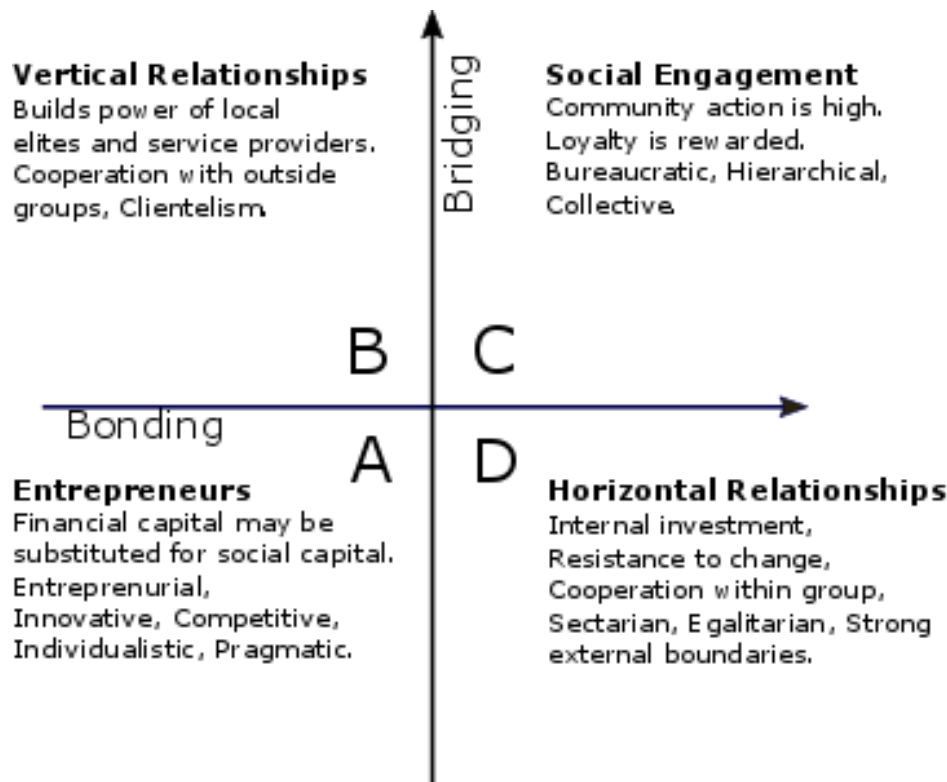 Vertical Relationships
Builds power of local
elites and service providers.
Cooperation with outside
groups, Clientelism.
Bridging
Social Engagement
Community action is high.
Loyalty is rewarded.
Bureaucratic, Hierarchical,
Collective.
B
C
Bonding
A
D
Entrepreneurs
Financial capital may be
substituted for social capital.
Entreprenurial,
Innovative, Competitive,
Individualistic, Pragmatic.
Horizontal Relationships
Internal investment,
Resistance to change,
Cooperation within group,
Sectarian, Egalitarian, Strong
external boundaries.